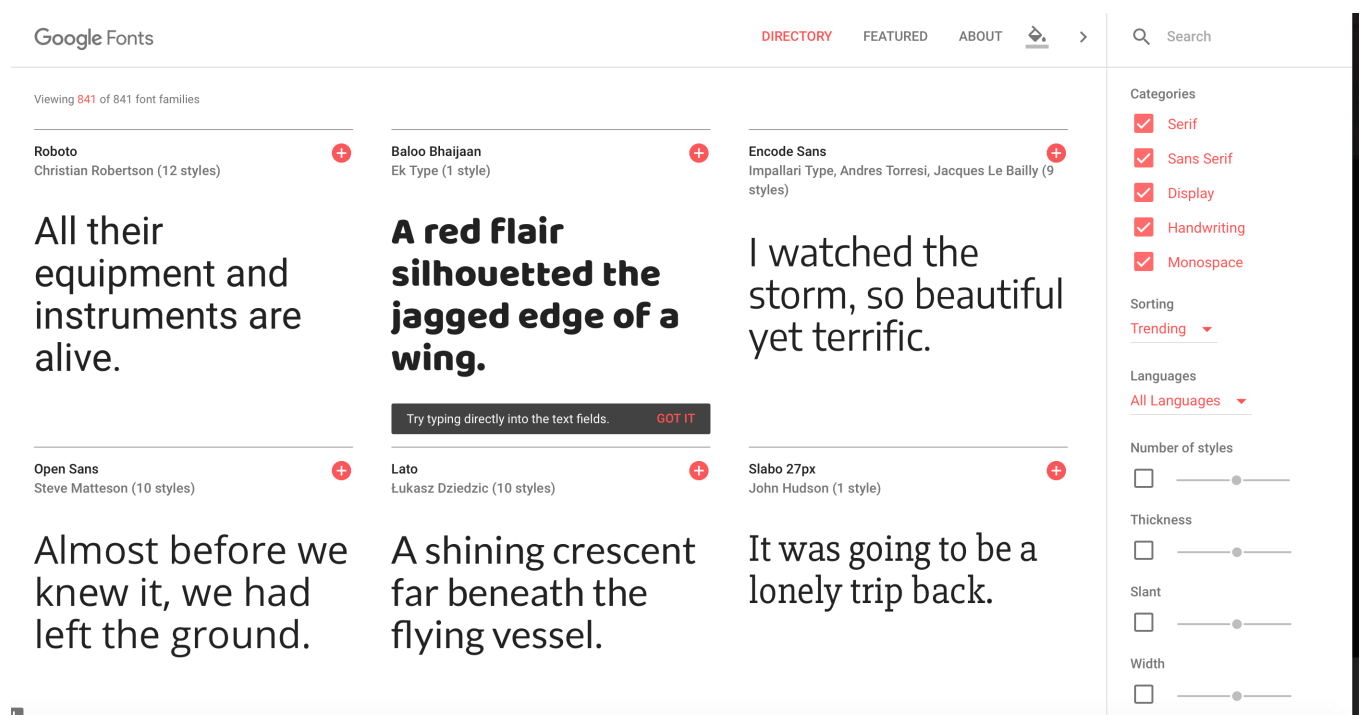 Google Fonts
DIRECTORY
FEATURED
ABOUT
Search
Viewing 841 of 841 font families
Roboto
Christian Robertson (12 styles)
All their
equipment and
instruments are
alive.
Baloo Bhaijaan
Ek Type (1 style)
A red flair
silhouetted the
jagged edge of a
wing.
Try typing directly into the text fields.
GOT IT
Encode Sans
Impallari Type, Andres Torresi, Jacques Le Bailly (9
styles)
I watched the
storm, so beautiful
yet terrific.
Open Sans
Steve Matteson (10 styles)
Almost before we
knew it, we had
left the ground.
Lato
Łukasz Dziedzic (10 styles)
A shining crescent
far beneath the
flying vessel.
Slabo 27px
John Hudson (1 style)
It was going to be a
lonely trip back.
Categories
Serif
Sans Serif
Display
Handwriting
Monospace
Sorting
Trending
Languages
All Languages
Number of styles
Thickness
Slant
Width